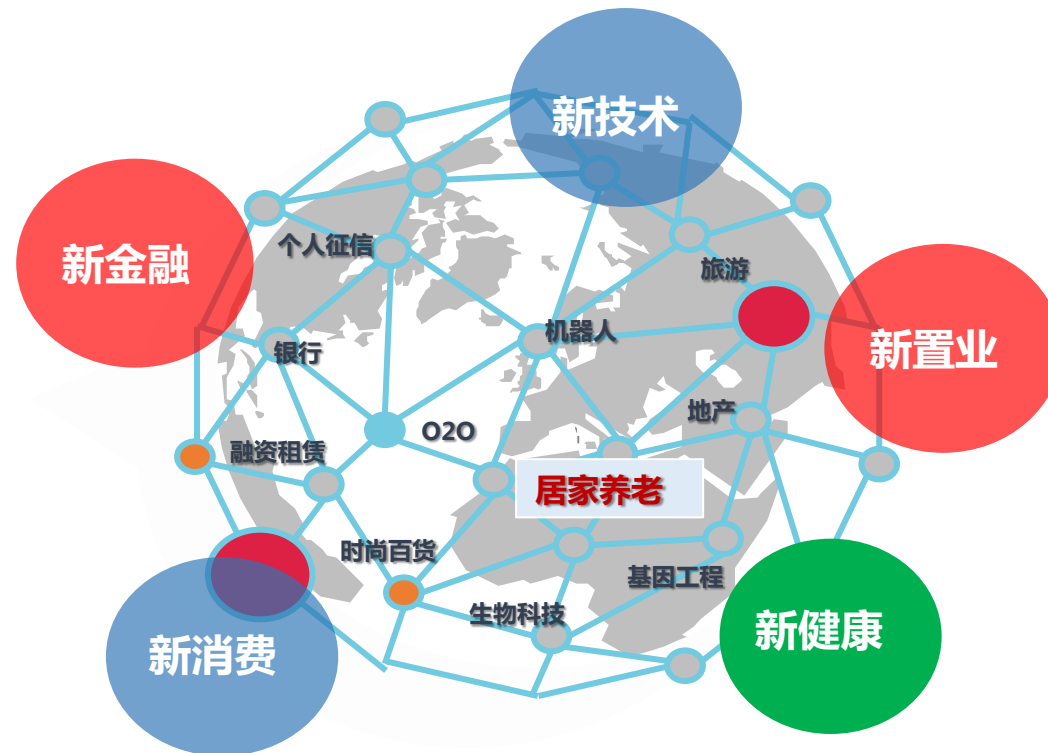 新技术
新金融
个人征信
旅游
机器人
新置业
银行
地产
O2O
融资租赁
居家养老
时尚百货
基因工程
生物科技
新健康
新消费